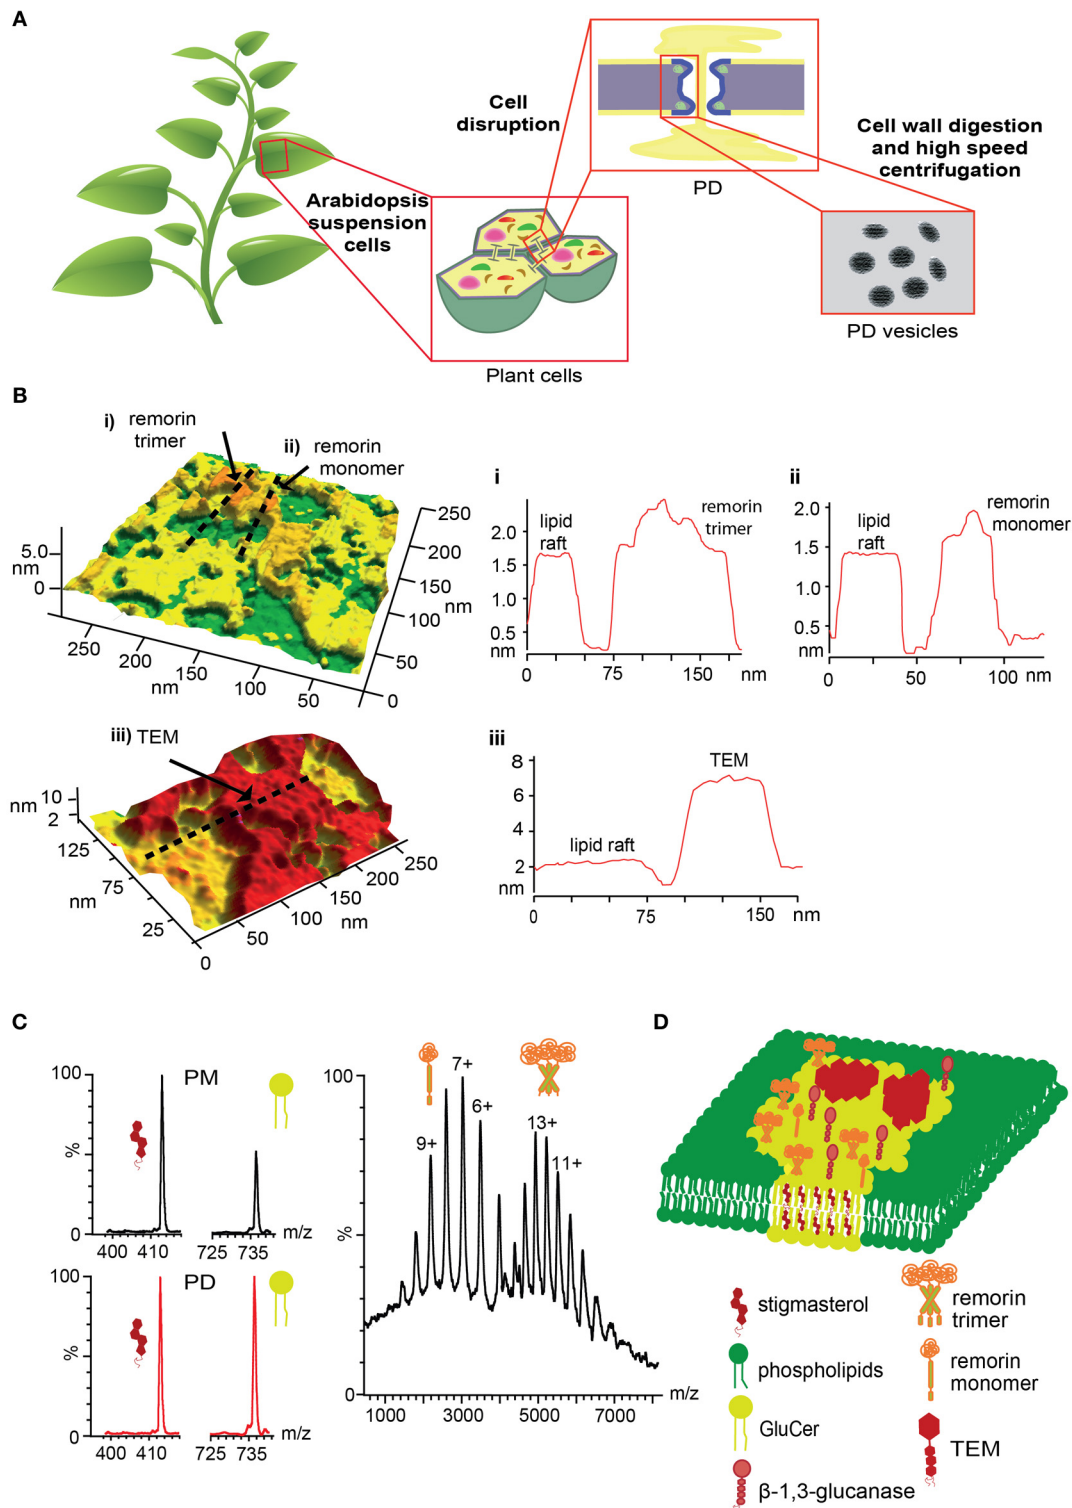 A
Cell
disruption
Cell wall digestion
and high speed
centrifugation
PD
Arabidopsis
suspension
cells
PD vesicles
Plant cells
B
i) remorin
trimer
ii) remorin
monomer
5.0
nm
0
250
200
150
nm
100
50
0
250
200
nm
150
100
50
i
lipid
raft
remorin
trimer
2.0
1.5
1.0
0.5
nm
0
75
150
nm
ii
lipid
raft
remorin
monomer
2.0
1.5
1.0
0.5
nm
0
50
100
nm
iii) TEM
nm
10
2
125
75
nm
25
0
50
100
nm
150
200
250
iii
TEM
lipid raft
8
6
4
2
nm
0
75
150
nm
C
100
PM
%
0
400
410
725
735
m/z
100
PD
%
0
400
410
725
735
m/z
100
7+
6+
9+
13+
11+
%
0
1000
3000
5000
7000
m/z
D
stigmasterol
phospholipids
GluCer
β-1,3-glucanase
remorin
trimer
remorin
monomer
TEM